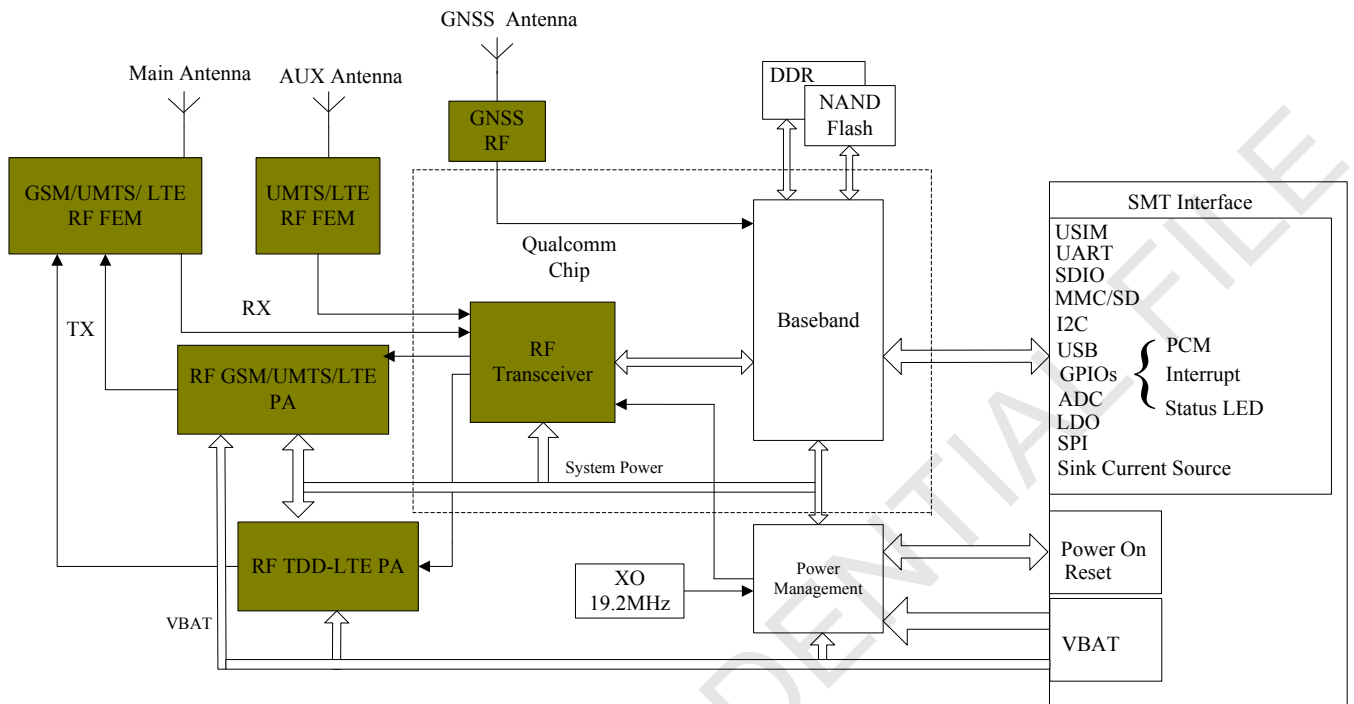 GNSS Antenna
Main Antenna
AUX Antenna
DDR
NAND
Flash
GNSS
RF
GSM/UMTS/ LTE
RF FEM
UMTS/LTE
RF FEM
Qualcomm
Chip
SMT Interface
USIM
UART
SDIO
MMC/SD
I2C
USB
GPIOs
ADC
LDO
SPI
Sink Current Source
{
PCM
Interrupt
Status LED
Baseband
RX
TX
RF
Transceiver
RF GSM/UMTS/LTE
PA
System Power
RF TDD-LTE PA
Power
Management
XO
19.2MHz
Power On
Reset
VBAT
VBAT
DENTIAL FILE